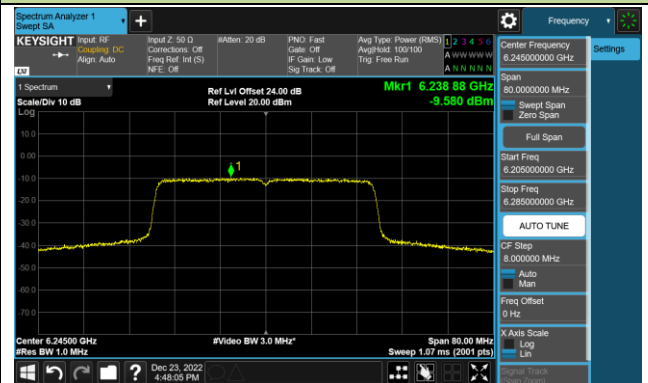 Spectrum Analyzer 1
Swept SA
+
Frequency
KEYSIGHT
Input: RF
Coupling: DC
Align: Auto
Input Z: 50 Ω
Corrections: Off
Freq Ref: Int (S)
NFE: Off
#Atten: 20 dB
PNO: Fast
Gate: Off
IF Gain: Low
Sig Track: Off
Avg Type: Power (RMS)
Avg|Hold: 100/100
Trig: Free Run
1 2 3 4 5 6
A W W W W W
A N N N N N
LXI
Center Frequency
6.245000000 GHz
Settings
Span
80.0000000 MHz
Swept Span
Zero Span
Full Span
Start Freq
6.205000000 GHz
Stop Freq
6.285000000 GHz
AUTO TUNE
CF Step
8.000000 MHz
Auto
Man
Freq Offset
0 Hz
X Axis Scale
Log
Lin
Signal Track
(Span Zoom)
1 Spectrum
Scale/Div 10 dB
Log
Ref Lvl Offset 24.00 dB
Ref Level 20.00 dBm
Mkr1 6.238 88 GHz
-9.580 dBm
10.0
0.00
-10.0
-20.0
-30.0
-40.0
-50.0
-60.0
-70.0
1
Center 6.24500 GHz
#Res BW 1.0 MHz
#Video BW 3.0 MHz*
Span 80.00 MHz
Sweep 1.07 ms (2001 pts)
?
Dec 23, 2022
4:48:05 PM